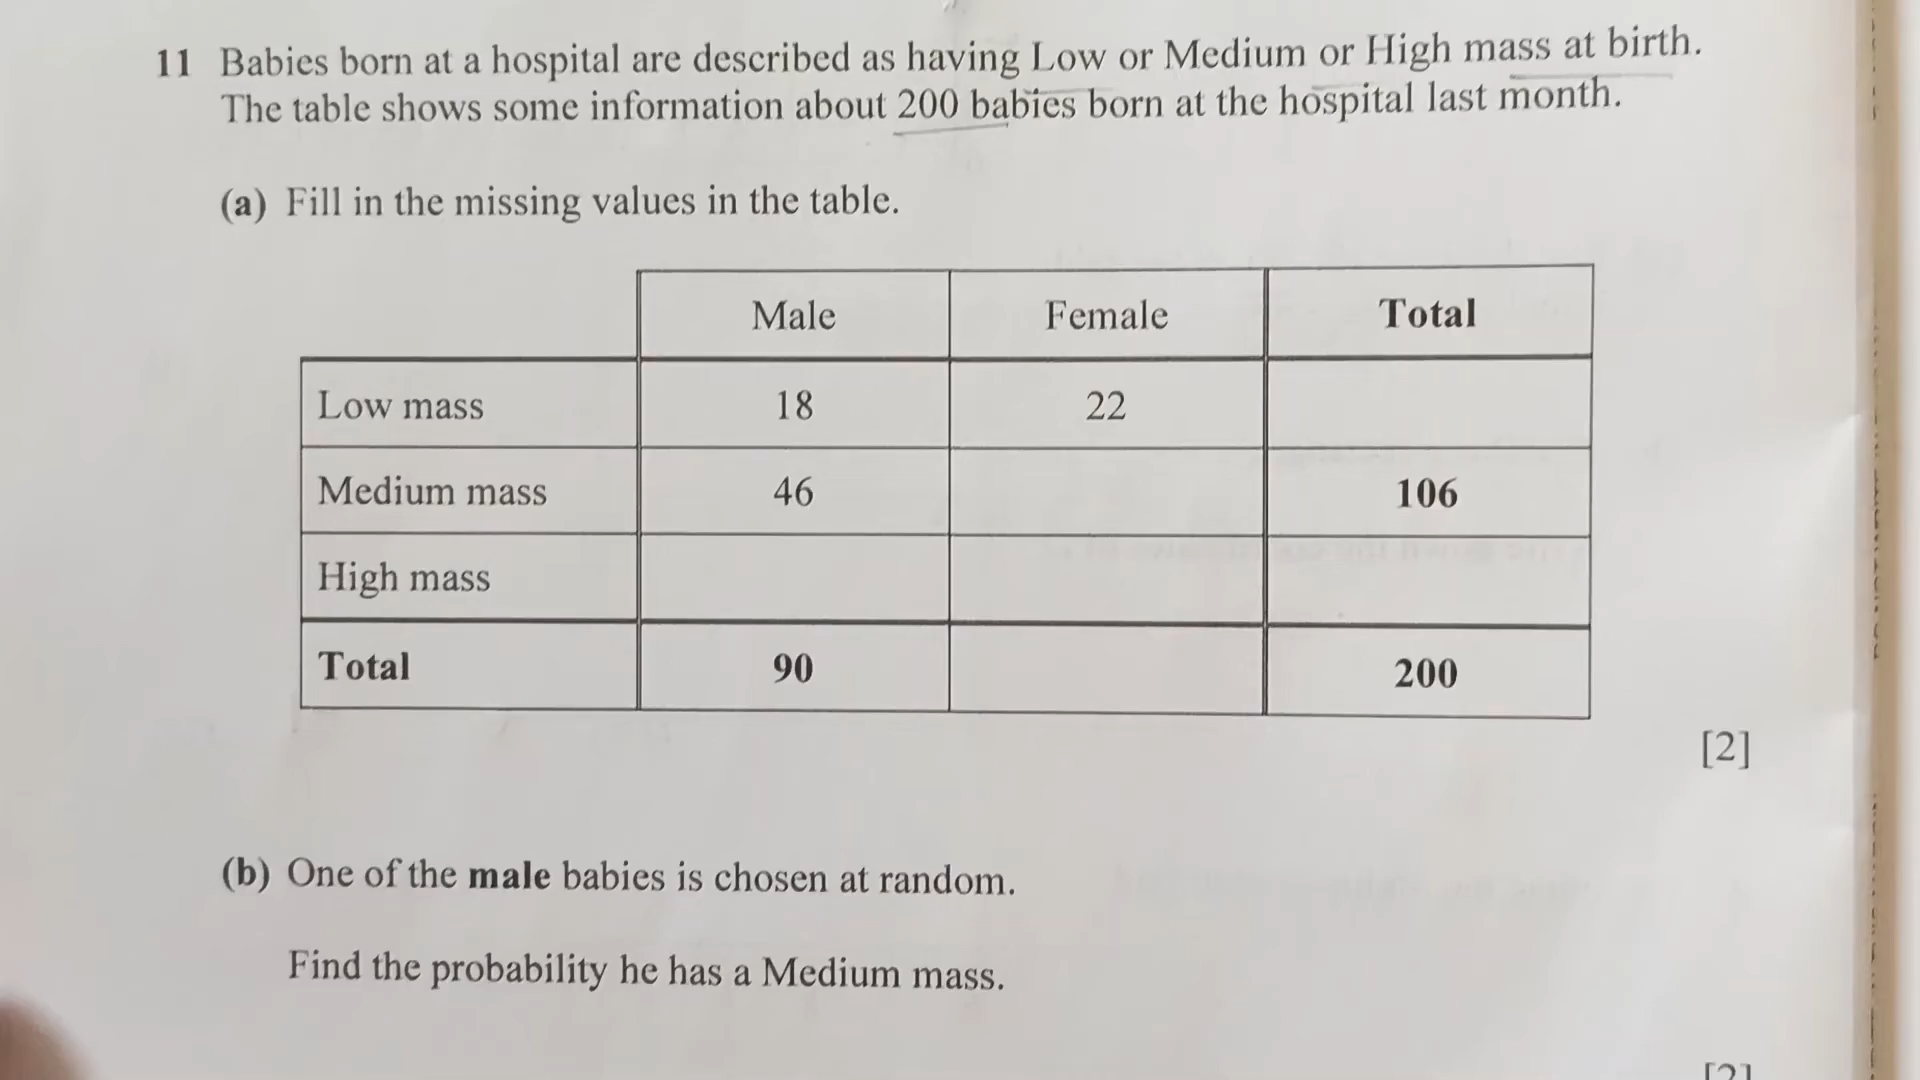 11 Babies born at a hospital are described as having Low or Medium or High mass at birth.
The table shows some information about 200 babies born at the hospital last month.
(a) Fill in the missing values in the table.
Male Female Total
Low mass 18 22
Medium mass 46 106
High mass
Total 90 200
[2]
(b) One of the male babies is chosen at random.
Find the probability he has a Medium mass.